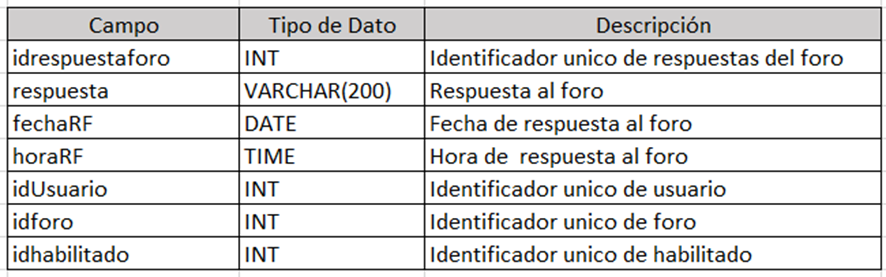 Campo Tipo de Dato Descripción
idrespuestaforo INT Identificador unico de respuestas del foro
respuesta VARCHAR(200) Respuesta al foro
fechaRF DATE Fecha de respuesta al foro
horaRF TIME Hora de  respuesta al foro
idUsuario INT Identificador unico de usuario
idforo INT Identificador unico de foro
idhabilitado INT Identificador unico de habilitado